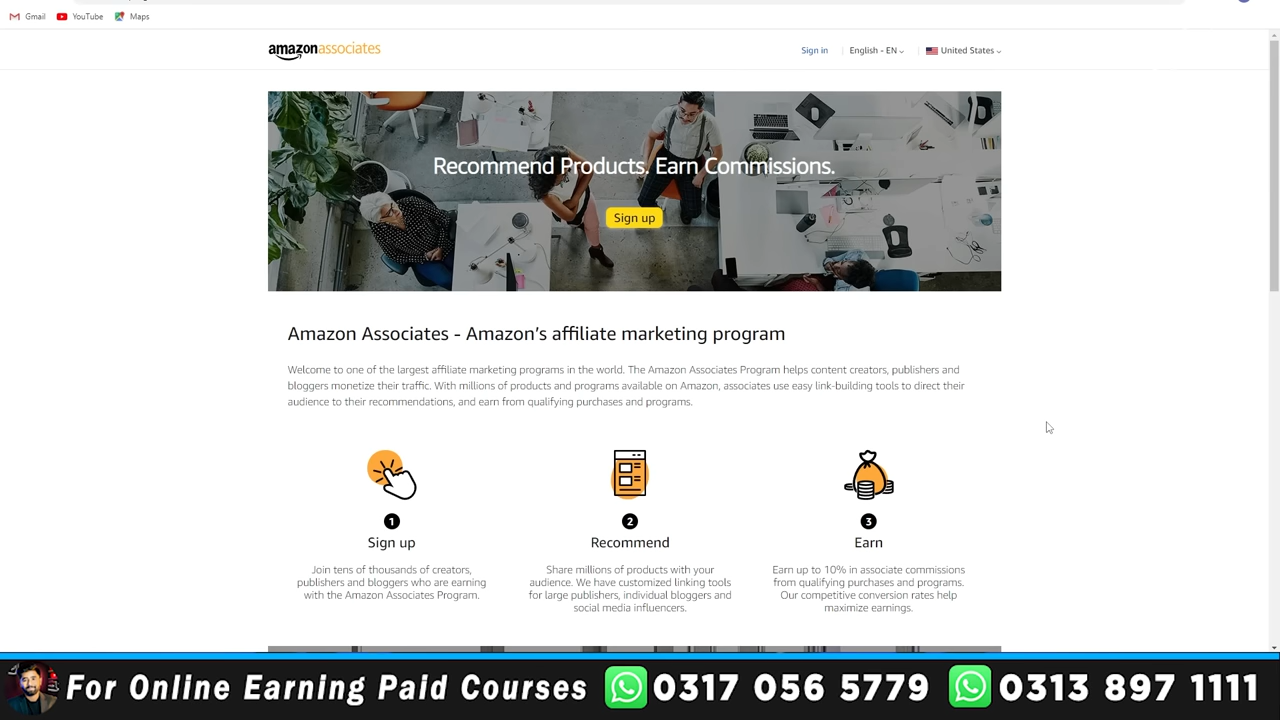 Gmail YouTube Maps
amazonassociates Sign in English - EN United States
Recommend Products. Earn Commissions.
Sign up
Amazon Associates - Amazon’s affiliate marketing program
Welcome to one of the largest affiliate marketing programs in the world. The Amazon Associates Program helps content creators, publishers and
bloggers monetize their traffic. With millions of products and programs available on Amazon, associates use easy link-building tools to direct their
audience to their recommendations, and earn from qualifying purchases and programs.
1
Sign up
Join tens of thousands of creators,
publishers and bloggers who are earning
with the Amazon Associates Program.
2
Recommend
Share millions of products with your
audience. We have customized linking tools
for large publishers, individual bloggers and
social media influencers.
3
Earn
Earn up to 10% in associate commissions
from qualifying purchases and programs.
Our competitive conversion rates help
maximize earnings.
For Online Earning Paid Courses 0317 056 5779 0313 897 1111